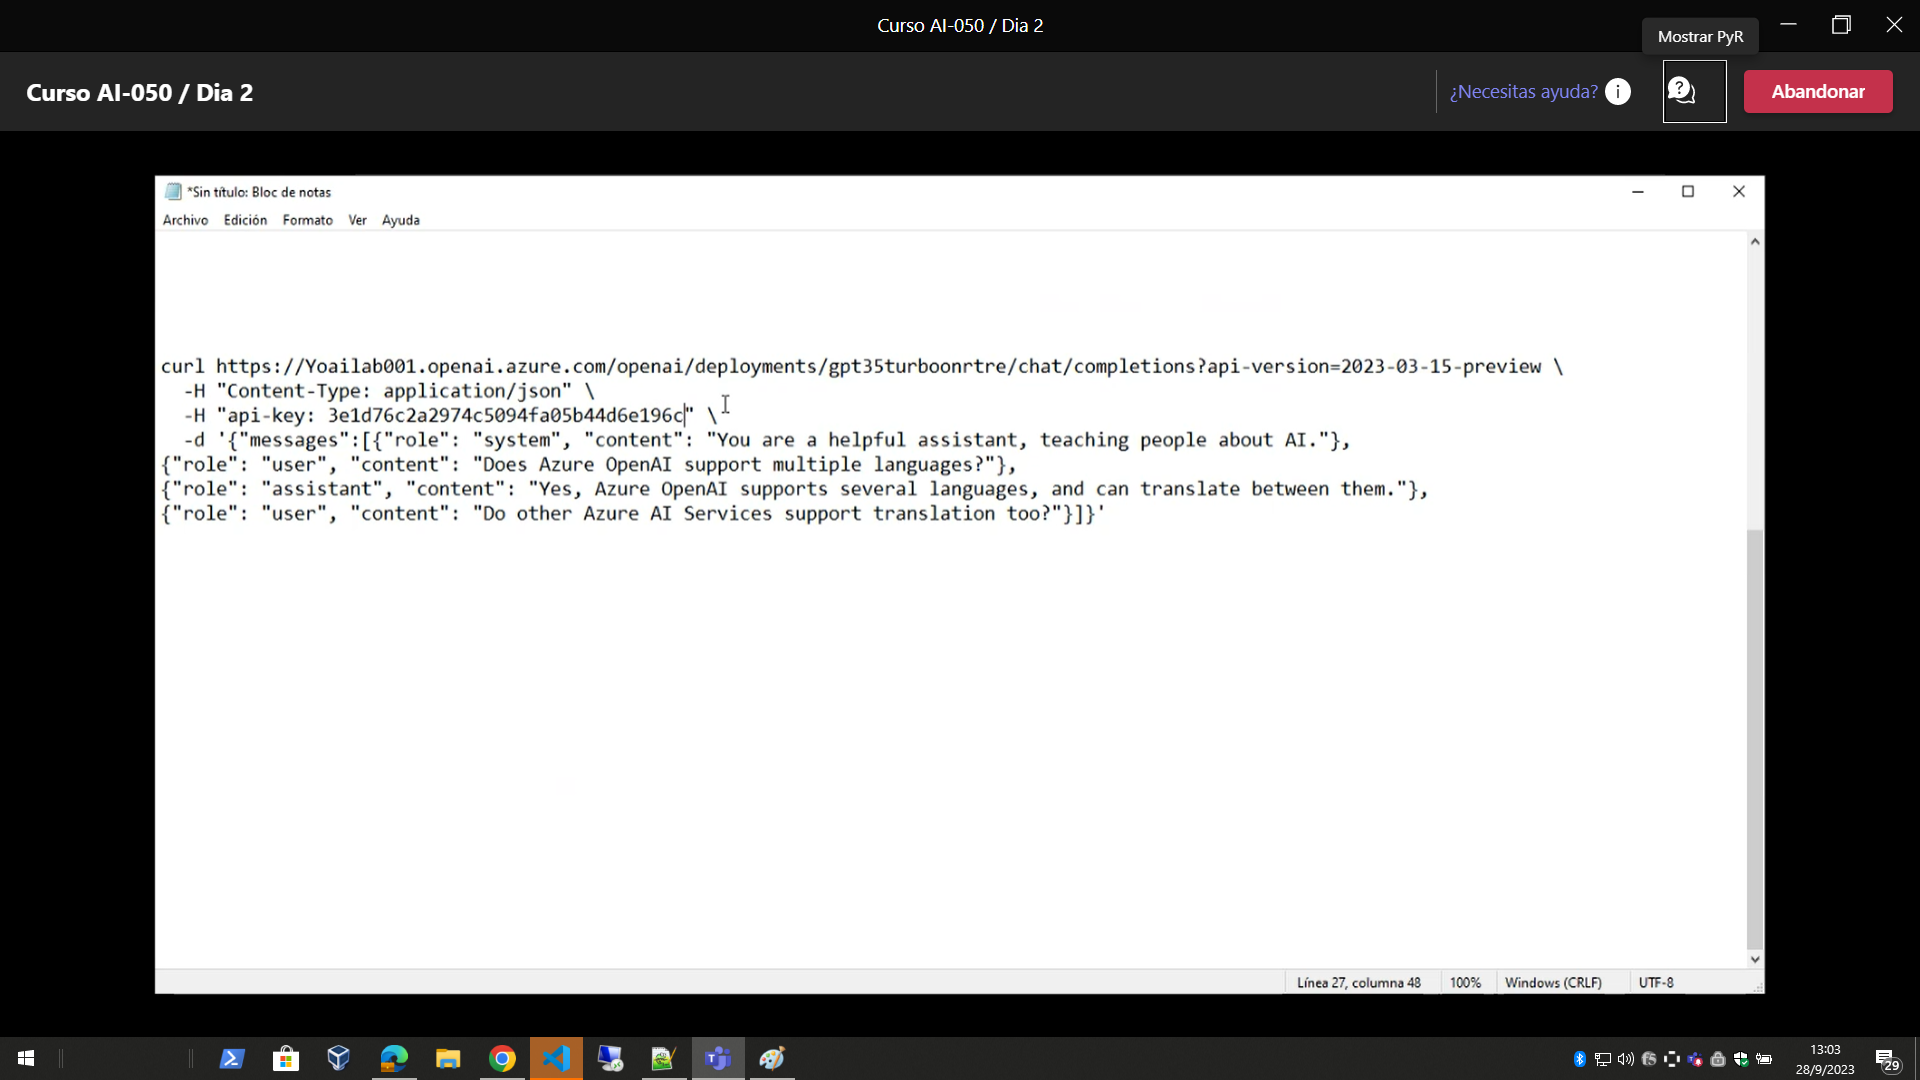 Curso AI-050 / Dia 2
Mostrar PyR
Curso AI-050 / Dia 2
¿Necesitas ayuda?
Abandonar
*Sin título: Bloc de notas
Archivo Edición Formato Ver Ayuda
curl https://Yoailab001.openai.azure.com/openai/deployments/gpt35turboonrtre/chat/completions?api-version=2023-03-15-preview \
-H "Content-Type: application/json" \
-H "api-key: 3e1d76c2a2974c5094fa05b44d6e196c" \
-d '{"messages":[{"role": "system", "content": "You are a helpful assistant, teaching people about AI."},
{"role": "user", "content": "Does Azure OpenAI support multiple languages?"},
{"role": "assistant", "content": "Yes, Azure OpenAI supports several languages, and can translate between them."},
{"role": "user", "content": "Do other Azure AI Services support translation too?"}]}'
Línea 27, columna 48 100% Windows (CRLF) UTF-8
13:03
28/9/2023
29